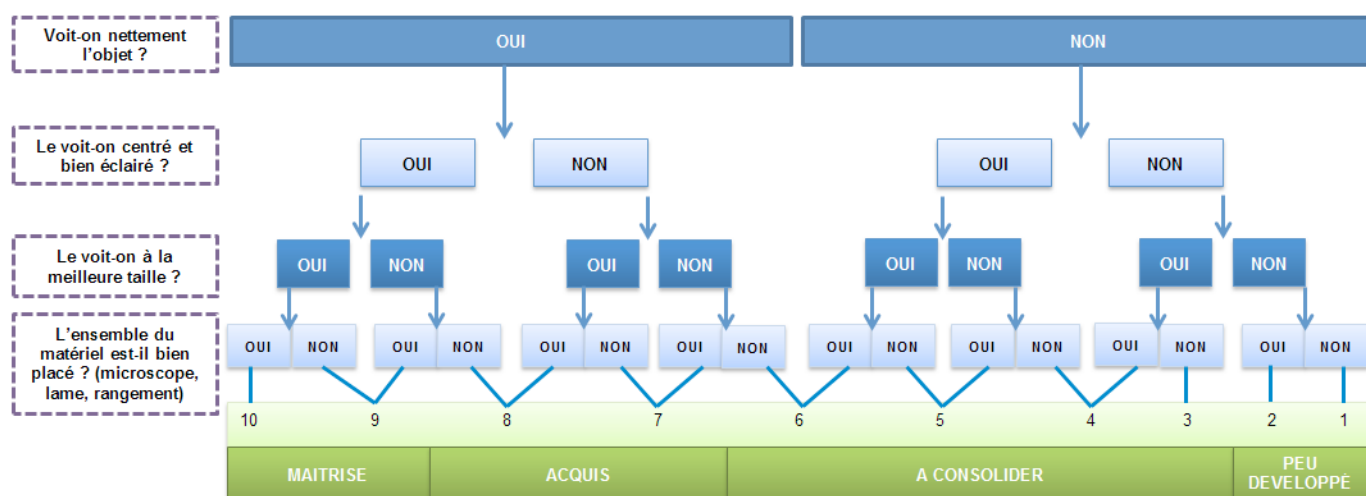 Voit-on nettement
l'objet ?
OUI
NON
Le voit-on centré et
bien éclairé ?
OUI
NON
OUI
NON
Le voit-on à la
meilleure taille ?
OUI
NON
OUI
NON
OUI
NON
OUI
NON
L'ensemble du
matériel est-il bien
placé ? (microscope,
lame, rangement)
OUI
NON
OUI
NON
OUI
NON
OUI
NON
OUI
NON
OUI
NON
OUI
NON
OUI
NON
10
9
8
7
6
5
4
3
2
1
MAITRISE
ACQUIS
A CONSOLIDER
PEU
DEVELOPPÉ